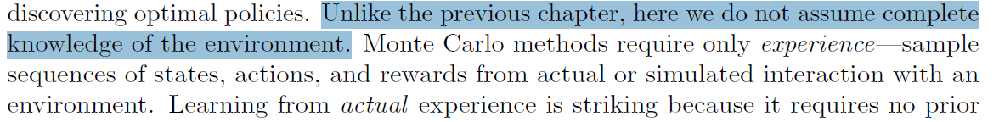 discovering optimal policies. Unlike the previous chapter, here we do not assume complete
knowledge of the environment. Monte Carlo methods require only experience—sample
sequences of states, actions, and rewards from actual or simulated interaction with an
environment. Learning from actual experience is striking because it requires no prior